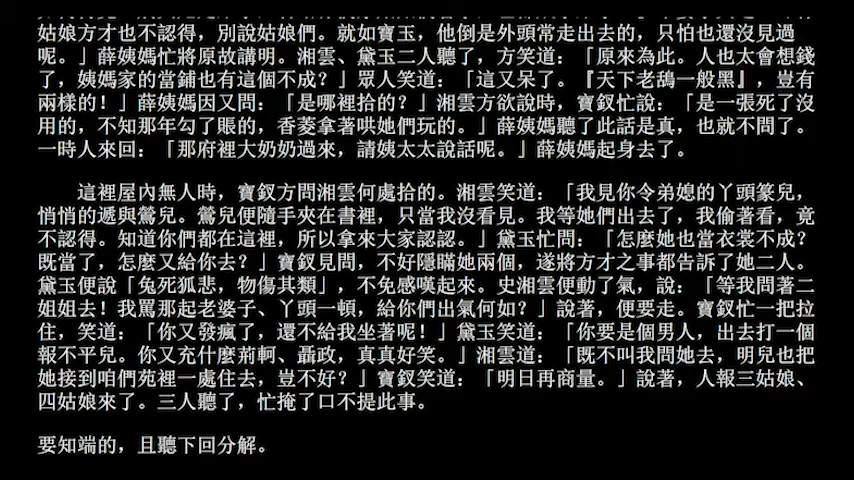 姑娘方才也不認得，別說姑娘們。就如寶玉，他倒是外頭常走出去的，只怕也還沒見過
呢。」薛姨媽忙將原故講明。湘雲、黛玉二人聽了，方笑道：「原來為此。人也太會想錢
了，姨媽家的當鋪也有這個不成？」眾人笑道：「這又呆了。『天下老鴰一般黑』，豈有
兩樣的！」薛姨媽因又問：「是哪裡拾的？」湘雲方欲說時，寶釵忙說：「是一張死了沒
用的，不知那年勾了賬的，香菱拿著哄她們玩的。」薛姨媽聽了此話是真，也就不問了。
一時人來回：「那府裡大奶奶過來，請姨太太說話呢。」薛姨媽起身去了。
這裡屋內無人時，寶釵方問湘雲何處拾的。湘雲笑道：「我見你令弟媳的丫頭篆兒，
悄悄的遞與鶯兒。鶯兒便隨手夾在書裡，只當我沒看見。我等她們出去了，我偷著看，竟
不認得。知道你們都在這裡，所以拿來大家認認。」黛玉忙問：「怎麼她也當衣裳不成？
既當了，怎麼又給你去？」寶釵見問，不好隱瞞她兩個，遂將方才之事都告訴了她二人。
黛玉便說「兔死狐悲，物傷其類」，不免感嘆起來。史湘雲便動了氣，說：「等我問著二
姐姐去！我罵那起老婆子、丫頭一頓，給你們出氣何如？」說著，便要走。寶釵忙一把拉
住，笑道：「你又發瘋了，還不給我坐著呢！」黛玉笑道：「你要是個男人，出去打一個
報不平兒。你又充什麼荊軻、聶政，真真好笑。」湘雲道：「既不叫我問她去，明兒也把
她接到咱們苑裡一處住去，豈不好？」寶釵笑道：「明日再商量。」說著，人報三姑娘、
四姑娘來了。三人聽了，忙掩了口不提此事。
要知端的，且聽下回分解。